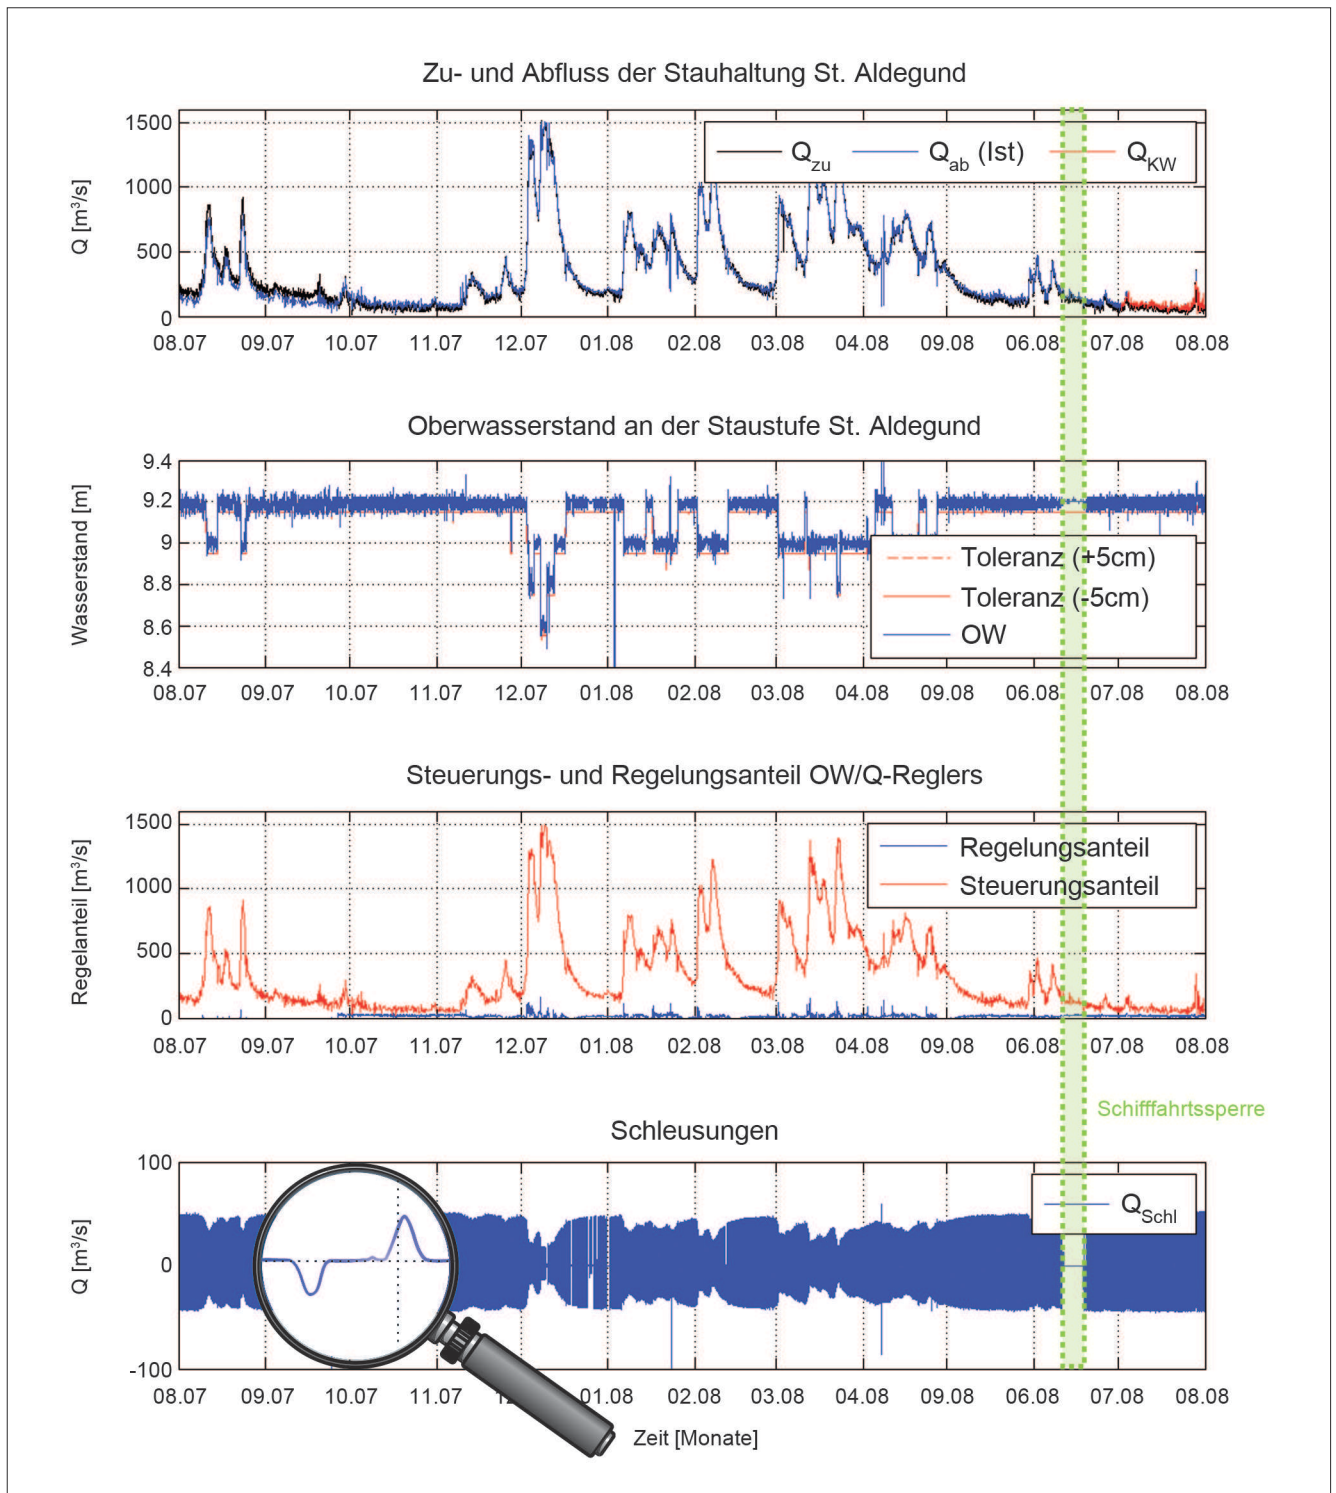 Zu- und Abfluss der Stauhaltung St. Aldegund
Q [m³/s]
1500
1000
500
0
Q_zu Q_ab (Ist) Q_KW
08.07 09.07 10.07 11.07 12.07 01.08 02.08 03.08 04.08 09.08 06.08 07.08 08.08
Oberwasserstand an der Staustufe St. Aldegund
Wasserstand [m]
9.4
9.2
9
8.8
8.6
8.4
Toleranz (+5cm)
Toleranz (-5cm)
OW
08.07 09.07 10.07 11.07 12.07 01.08 02.08 03.08 04.08 09.08 06.08 07.08 08.08
Steuerungs- und Regelungsanteil OW/Q-Reglers
Regelanteil [m³/s]
1500
1000
500
0
Regelungsanteil
Steuerungsanteil
08.07 09.07 10.07 11.07 12.07 01.08 02.08 03.08 04.08 09.08 06.08 07.08 08.08
Schifffahrtssperre
Schleusungen
Q [m³/s]
100
0
-100
Q_Schl
08.07 09.07 10.07 11.07 12.07 01.08 02.08 03.08 04.08 09.08 06.08 07.08 08.08
Zeit [Monate]